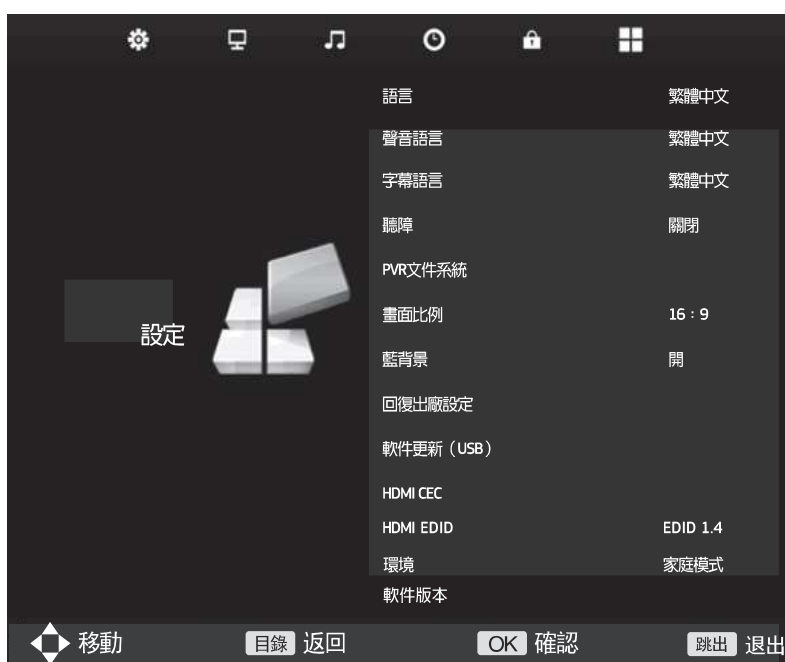 語言 繁體中文
聲音語言 繁體中文
字幕語言 繁體中文
聽障 關閉
PVR文件系統
畫面比例 16：9
設定
藍背景 開
回復出廠設定
軟件更新（USB）
HDMI CEC
HDMI EDID EDID 1.4
環境 家庭模式
軟件版本
移動 目錄 返回 OK 確認 跳出 退出